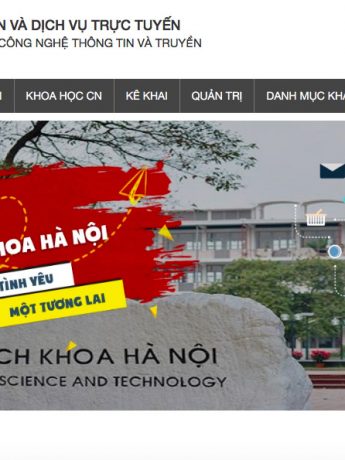 N VÀ DỊCH VỤ TRỰC TUYẾN
CÔNG NGHỆ THÔNG TIN VÀ TRUYỀN
KHOA HỌC CN KÊ KHAI QUẢN TRỊ DANH MỤC KHA
HOA HÀ NỘI
TÌNH YÊU
MỘT TƯƠNG LAI
CH KHOA HÀ NỘI
SCIENCE AND TECHNOLOGY